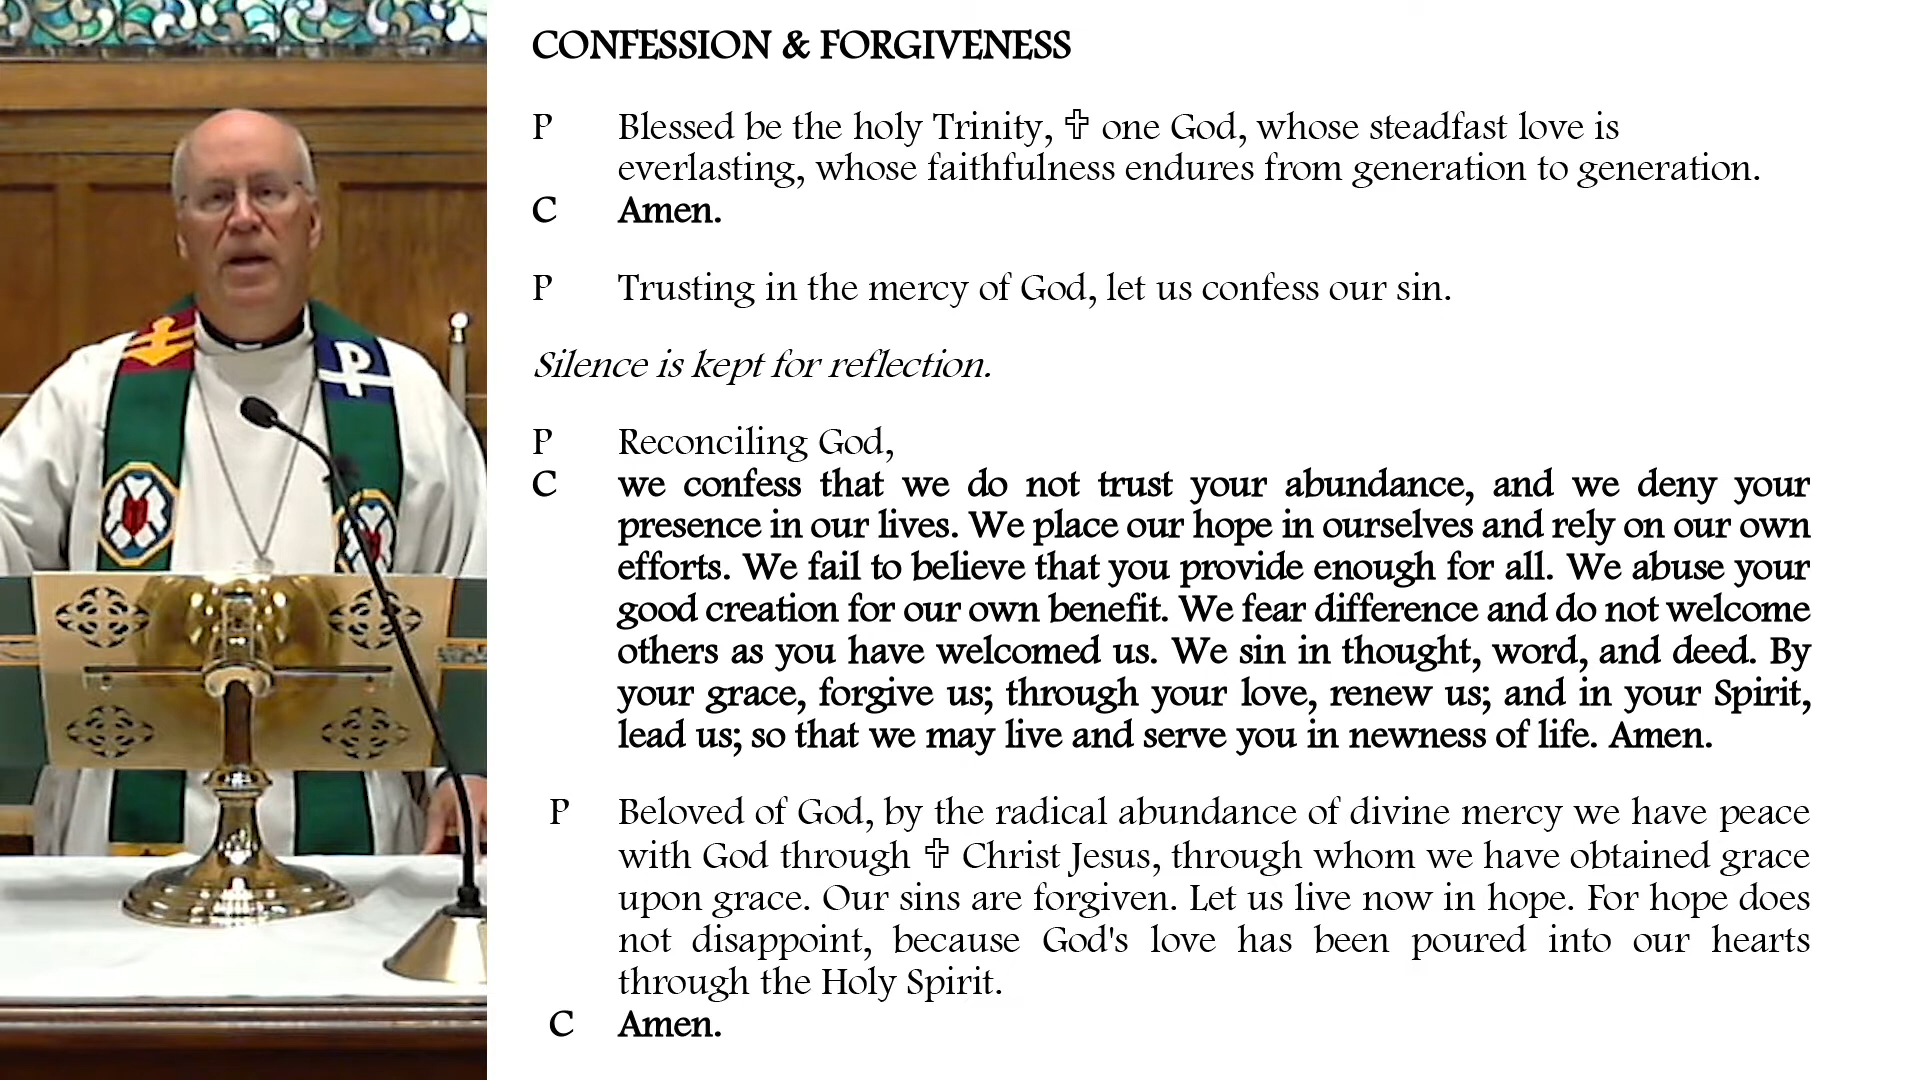 CONFESSION & FORGIVENESS
P Blessed be the holy Trinity, ✞ one God, whose steadfast love is
everlasting, whose faithfulness endures from generation to generation.
C Amen.
P Trusting in the mercy of God, let us confess our sin.
Silence is kept for reflection.
P Reconciling God,
C we confess that we do not trust your abundance, and we deny your
presence in our lives. We place our hope in ourselves and rely on our own
efforts. We fail to believe that you provide enough for all. We abuse your
good creation for our own benefit. We fear difference and do not welcome
others as you have welcomed us. We sin in thought, word, and deed. By
your grace, forgive us; through your love, renew us; and in your Spirit,
lead us; so that we may live and serve you in newness of life. Amen.
P Beloved of God, by the radical abundance of divine mercy we have peace
with God through ✞ Christ Jesus, through whom we have obtained grace
upon grace. Our sins are forgiven. Let us live now in hope. For hope does
not disappoint, because God's love has been poured into our hearts
through the Holy Spirit.
C Amen.